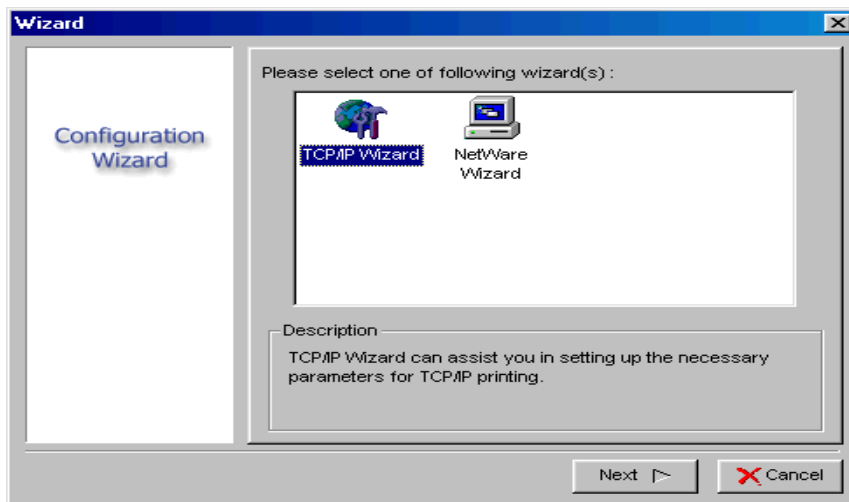 Wizard
Configuration
Wizard
Please select one of following wizard(s) :
TCP/IP Wizard
NetWare
Wizard
Description
TCP/IP Wizard can assist you in setting up the necessary
parameters for TCP/IP printing.
Next
Cancel